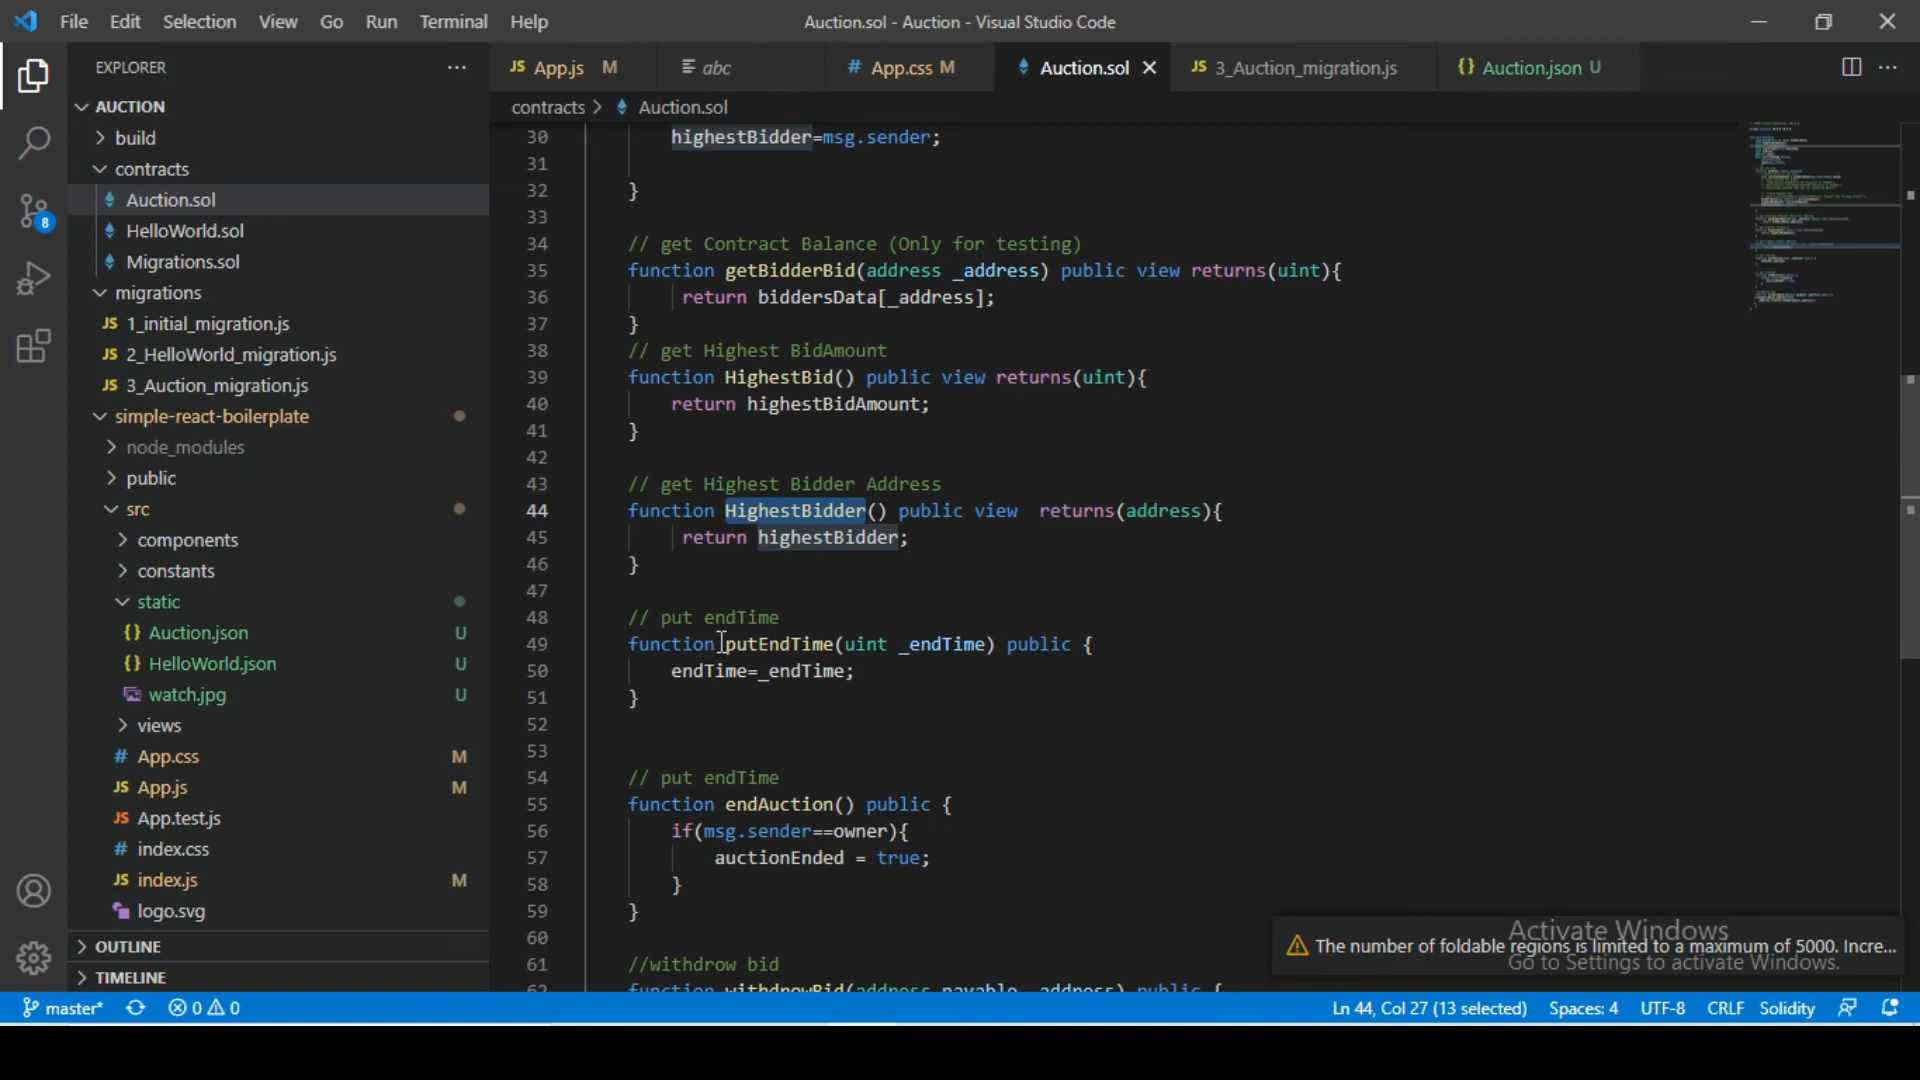 File Edit Selection View Go Run Terminal Help
Auction.sol - Auction - Visual Studio Code
EXPLORER
AUCTION
build
contracts
Auction.sol
HelloWorld.sol
Migrations.sol
migrations
JS 1_initial_migration.js
JS 2_HelloWorld_migration.js
JS 3_Auction_migration.js
simple-react-boilerplate
node_modules
public
src
components
constants
static
{} Auction.json U
{} HelloWorld.json U
watch.jpg U
views
# App.css M
JS App.js M
JS App.test.js
# index.css
JS index.js M
logo.svg
OUTLINE
TIMELINE
8
JS App.js M
abc
# App.css M
Auction.sol
JS 3_Auction_migration.js
{} Auction.json U
contracts > Auction.sol
30 highestBidder=msg.sender;
31
32 }
33
34 // get Contract Balance (Only for testing)
35 function getBidderBid(address _address) public view returns(uint){
36 return biddersData[_address];
37 }
38 // get Highest BidAmount
39 function HighestBid() public view returns(uint){
40 return highestBidAmount;
41 }
42
43 // get Highest Bidder Address
44 function HighestBidder() public view  returns(address){
45 return highestBidder;
46 }
47
48 // put endTime
49 function putEndTime(uint _endTime) public {
50 endTime=_endTime;
51 }
52
53
54 // put endTime
55 function endAuction() public {
56 if(msg.sender==owner){
57 auctionEnded = true;
58 }
59 }
60
61 //withdrow bid
62 function withdrowBid(address payable _address) public {
The number of foldable regions is limited to a maximum of 5000. Incre...
Activate Windows
Go to Settings to activate Windows.
master* 0 0
Ln 44, Col 27 (13 selected) Spaces: 4 UTF-8 CRLF Solidity